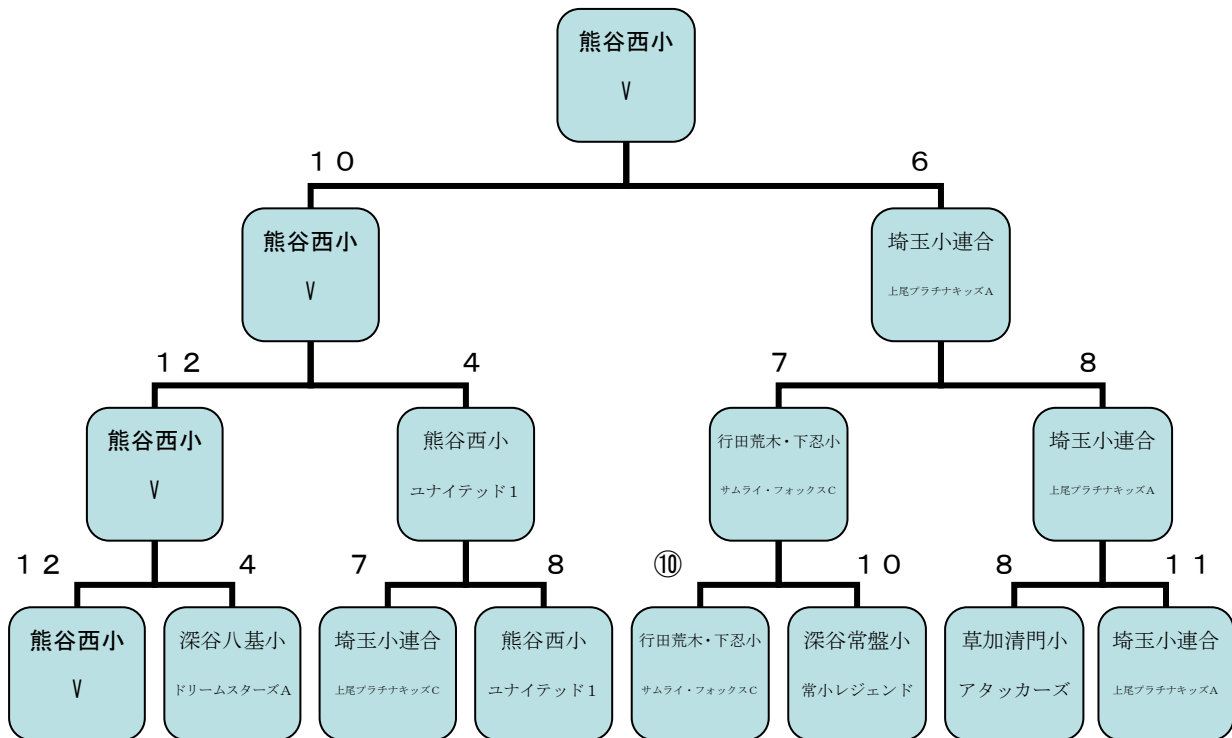 熊谷西小
V
１０
６
熊谷西小
V
埼玉小連合
上尾プラチナキッズA
１２
４
７
８
熊谷西小
V
熊谷西小
ユナイテッド１
行田荒木・下忍小
サムライ・フォックスC
埼玉小連合
上尾プラチナキッズA
１２
４
７
８
⑩
１０
８
１１
熊谷西小
V
深谷八基小
ドリームスターズA
埼玉小連合
上尾プラチナキッズC
熊谷西小
ユナイテッド１
行田荒木・下忍小
サムライ・フォックスC
深谷常盤小
常小レジェンド
草加清門小
アタッカーズ
埼玉小連合
上尾プラチナキッズA